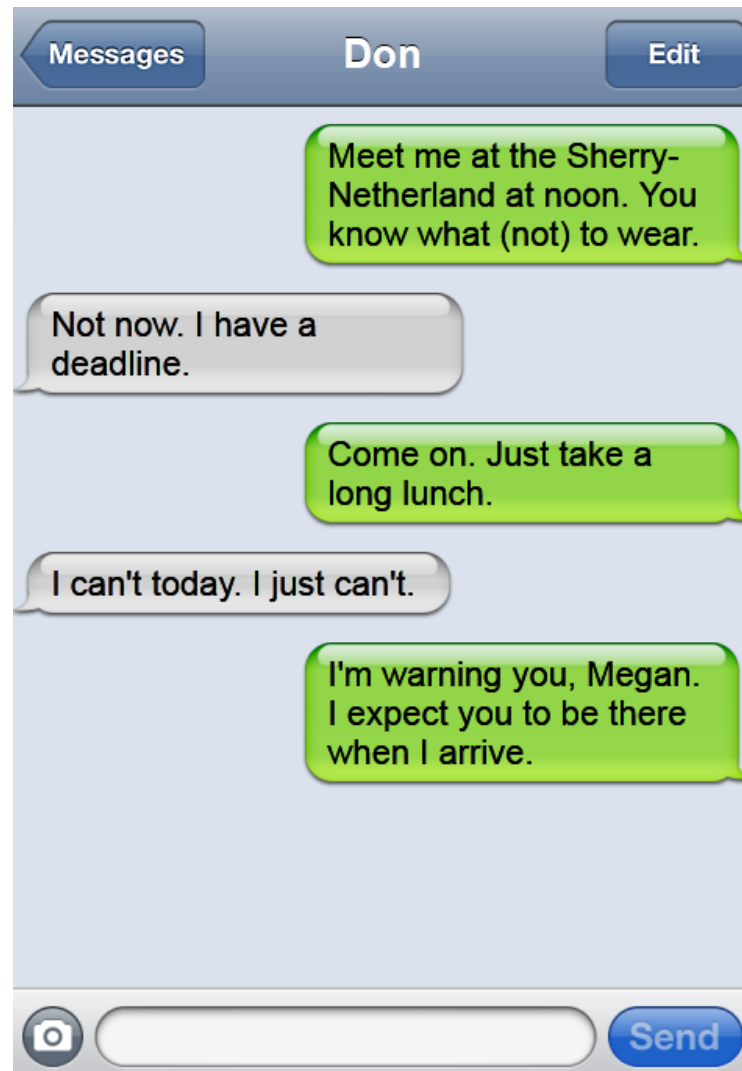 Messages
Don
Edit
Meet me at the Sherry-
Netherland at noon. You
know what (not) to wear.
Not now. I have a
deadline.
Come on. Just take a
long lunch.
I can't today. I just can't.
I'm warning you, Megan.
I expect you to be there
when I arrive.
Send